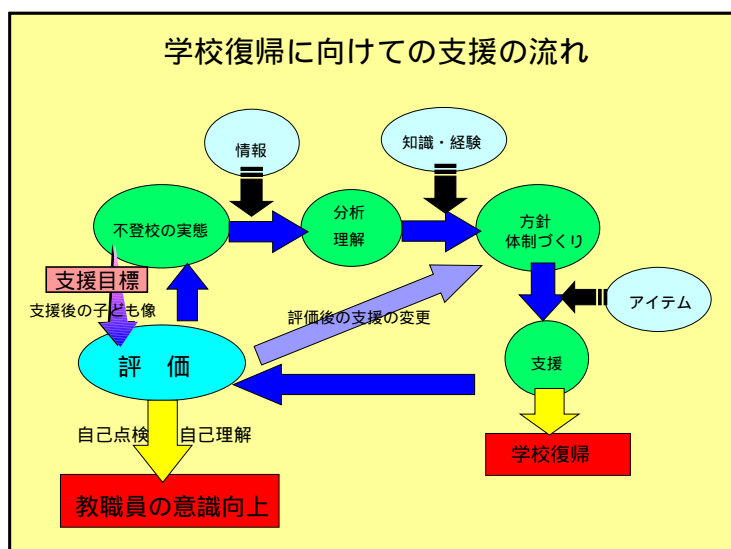 学校復帰に向けての支援の流れ
情報
知識・経験
不登校の実態
分析
理解
方針
体制づくり
支援目標
支援後の子ども像
評価後の支援の変更
アイテム
評　価
支援
自己点検
自己理解
学校復帰
教職員の意識向上